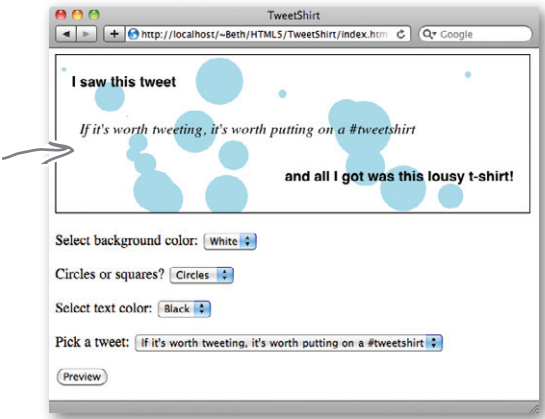 TweetShirt
http://localhost/~Beth/HTML5/TweetShirt/index.htm
Google
I saw this tweet
If it's worth tweeting, it's worth putting on a #tweetshirt
and all I got was this lousy t-shirt!
Select background color: White
Circles or squares? Circles
Select text color: Black
Pick a tweet: If it's worth tweeting, it's worth putting on a #tweetshirt
Preview